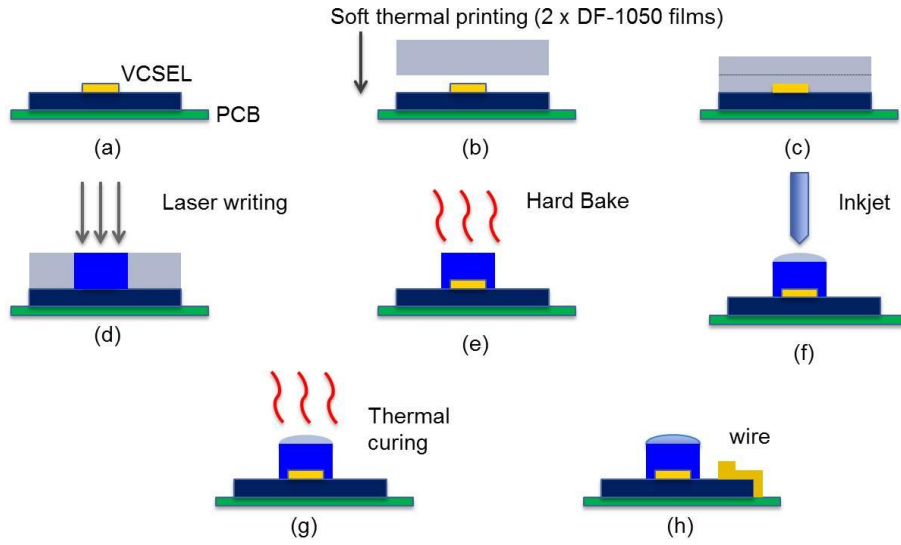 Soft thermal printing (2 x DF-1050 films)
VCSEL
PCB
(a)
(b)
(c)
Laser writing
Hard Bake
Inkjet
(d)
(e)
(f)
Thermal
curing
wire
(g)
(h)